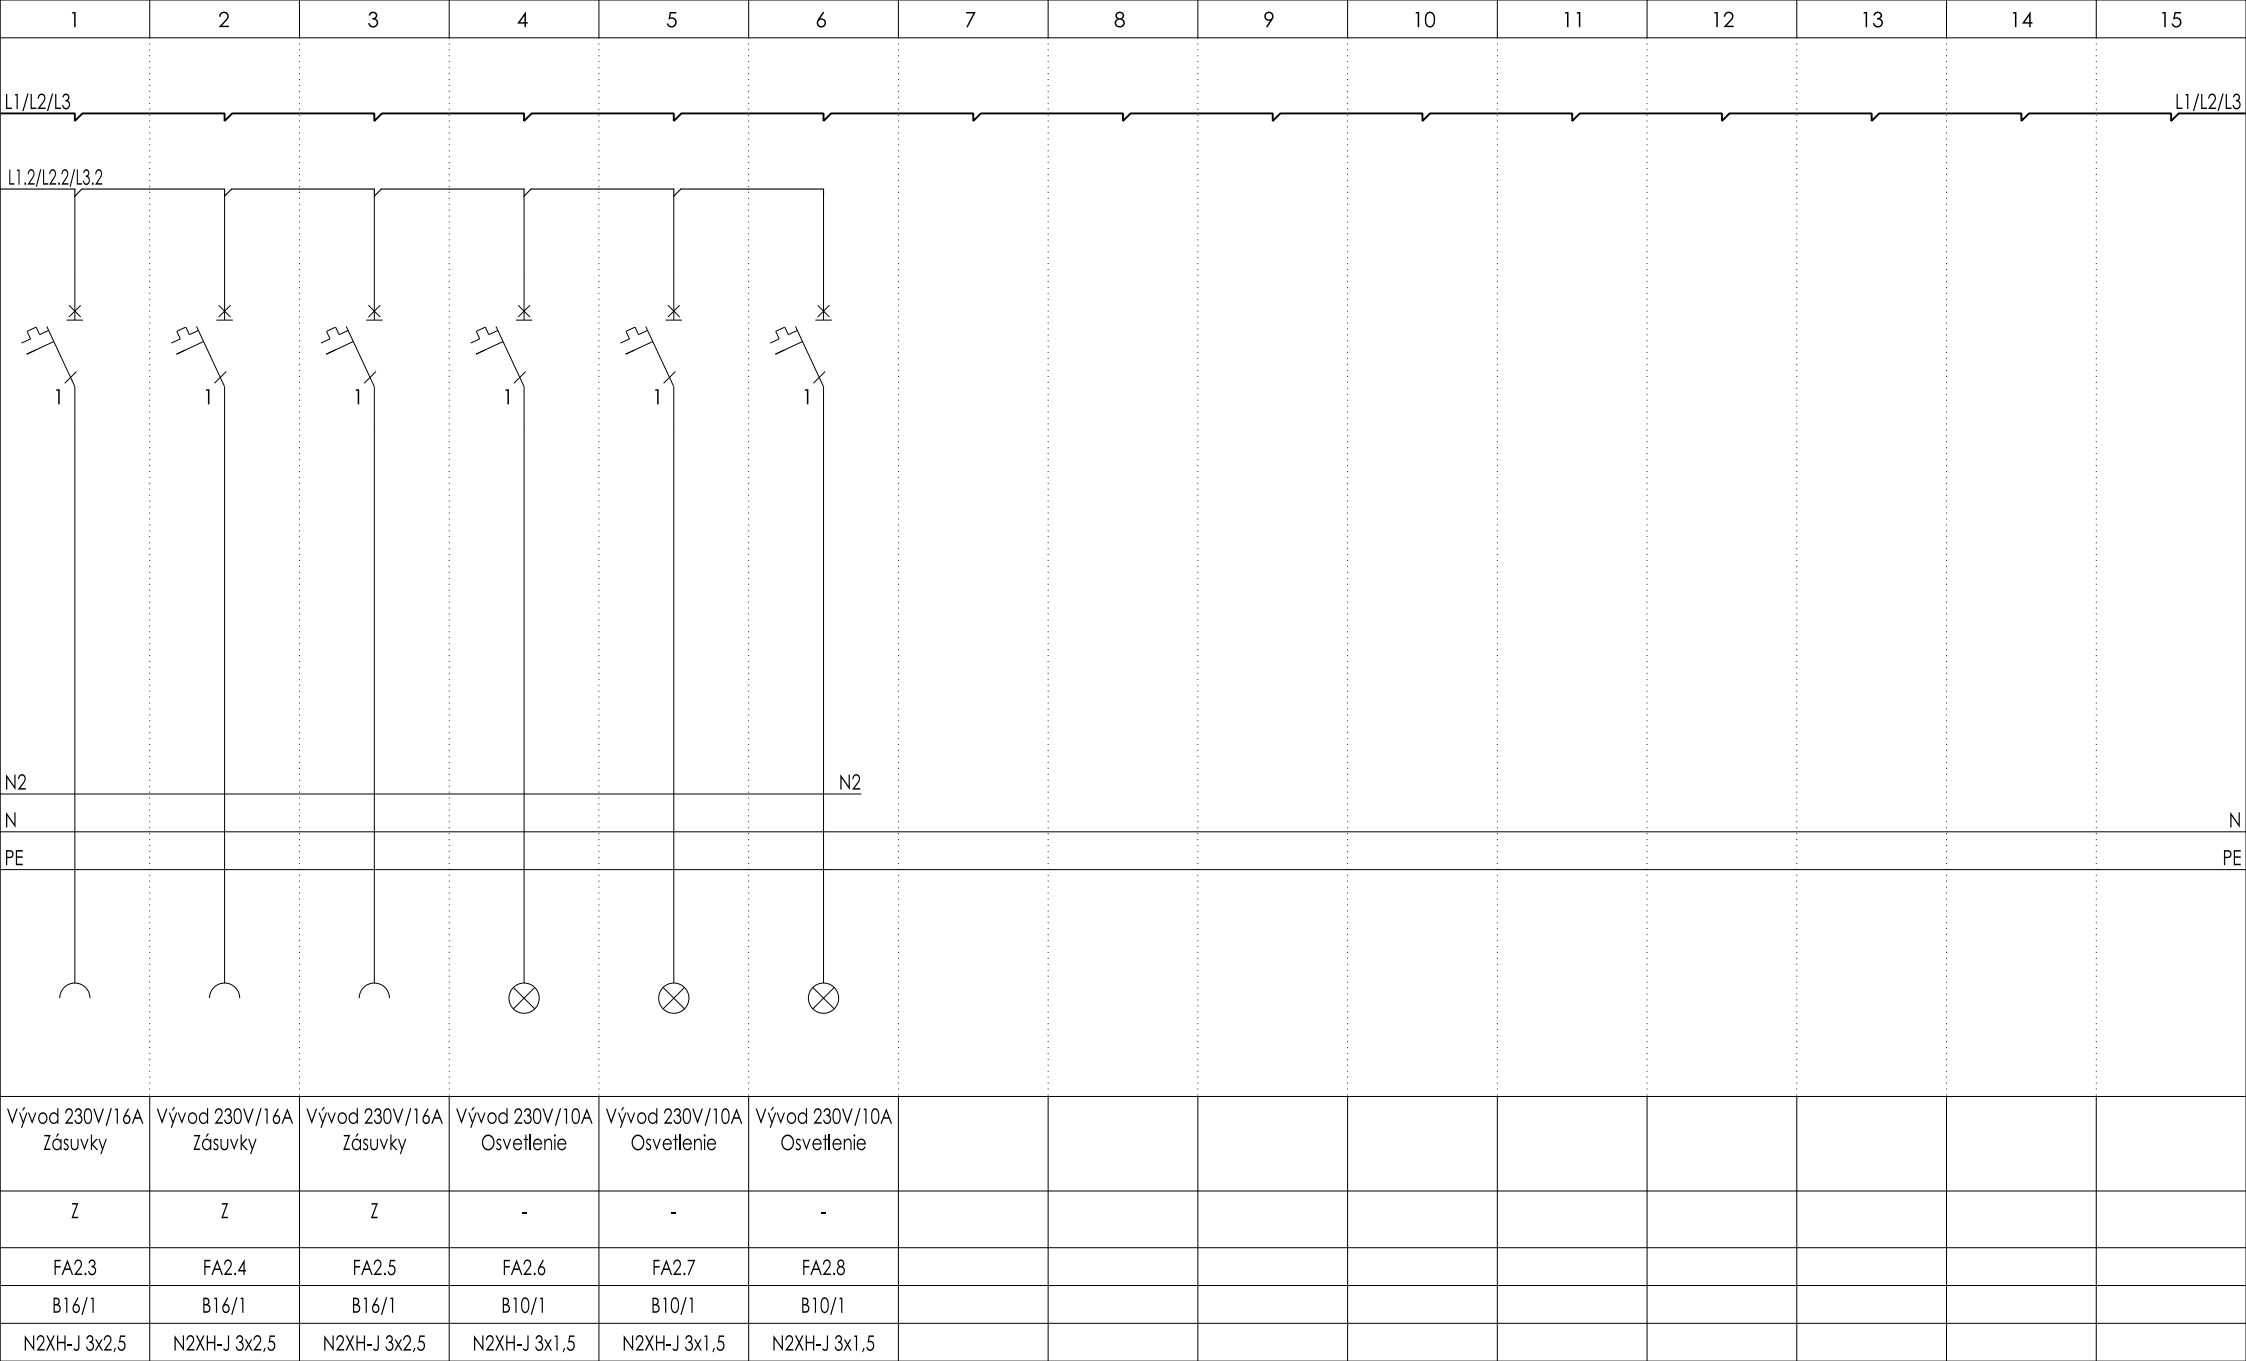 1 2 3 4 5 6 7 8 9 10 11 12 13 14 15
L1/L2/L3 L1/L2/L3
L1.2/L2.2/L3.2
1 1 1 1 1 1
N2 N2
N N
PE PE
Vývod 230V/16A Vývod 230V/16A Vývod 230V/16A Vývod 230V/10A Vývod 230V/10A Vývod 230V/10A
Zásuvky Zásuvky Zásuvky Osvetlenie Osvetlenie Osvetlenie
Z Z Z - - -
FA2.3 FA2.4 FA2.5 FA2.6 FA2.7 FA2.8
B16/1 B16/1 B16/1 B10/1 B10/1 B10/1
N2XH-J 3x2,5 N2XH-J 3x2,5 N2XH-J 3x2,5 N2XH-J 3x1,5 N2XH-J 3x1,5 N2XH-J 3x1,5